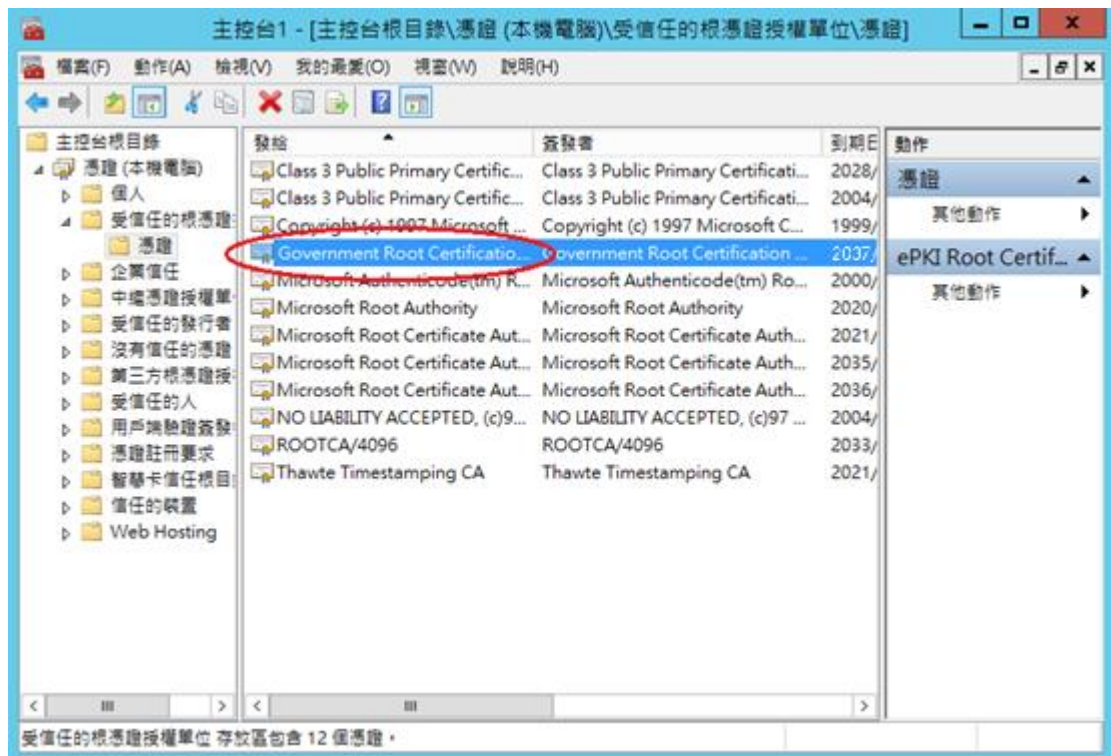 主控台1 - [主控台根目錄\憑證 (本機電腦)\受信任的根憑證授權單位\憑證]
檔案(F) 動作(A) 檢視(V) 我的最愛(O) 視窗(W) 說明(H)
主控台根目錄
憑證 (本機電腦)
個人
受信任的根憑證
憑證
企業信任
中繼憑證授權單
受信任的發行者
沒有信任的憑證
第三方根憑證授
受信任的人
用戶端驗證簽發
憑證註冊要求
智慧卡信任根目
信任的裝置
Web Hosting
發給 簽發者 到期日
Class 3 Public Primary Certific... Class 3 Public Primary Certificati... 2028/
Class 3 Public Primary Certific... Class 3 Public Primary Certificati... 2004/
Copyright (c) 1997 Microsoft ... Copyright (c) 1997 Microsoft C... 1999/
Government Root Certificatio... Government Root Certification ... 2037/
Microsoft Authenticode(tm) R... Microsoft Authenticode(tm) Ro... 2000/
Microsoft Root Authority Microsoft Root Authority 2020/
Microsoft Root Certificate Aut... Microsoft Root Certificate Auth... 2021/
Microsoft Root Certificate Aut... Microsoft Root Certificate Auth... 2035/
Microsoft Root Certificate Aut... Microsoft Root Certificate Auth... 2036/
NO LIABILITY ACCEPTED, (c)9... NO LIABILITY ACCEPTED, (c)97 ... 2004/
ROOTCA/4096 ROOTCA/4096 2033/
Thawte Timestamping CA Thawte Timestamping CA 2021/
動作
憑證
其他動作
ePKI Root Certif...
其他動作
受信任的根憑證授權單位 存放區包含 12 個憑證。